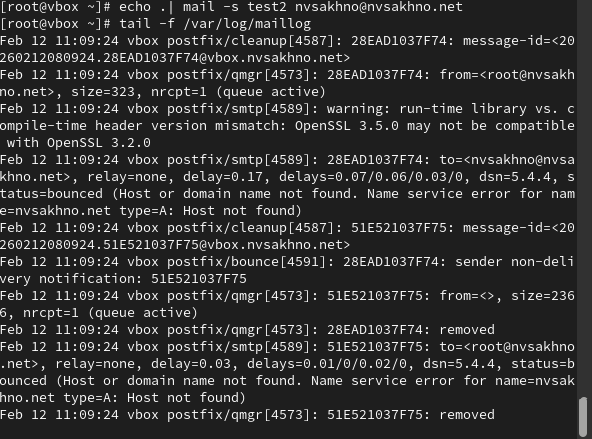 [root@vbox ~]# echo .| mail -s test2 nvsakhno@nvsakhno.net
[root@vbox ~]# tail -f /var/log/maillog
Feb 12 11:09:24 vbox postfix/cleanup[4587]: 28EAD1037F74: message-id=<20
260212080924.28EAD1037F74@vbox.nvsakhno.net>
Feb 12 11:09:24 vbox postfix/qmgr[4573]: 28EAD1037F74: from=<root@nvsakh
no.net>, size=323, nrcpt=1 (queue active)
Feb 12 11:09:24 vbox postfix/smtp[4589]: warning: run-time library vs. c
ompile-time header version mismatch: OpenSSL 3.5.0 may not be compatible
 with OpenSSL 3.2.0
Feb 12 11:09:24 vbox postfix/smtp[4589]: 28EAD1037F74: to=<nvsakhno@nvsa
khno.net>, relay=none, delay=0.17, delays=0.07/0.06/0.03/0, dsn=5.4.4, s
tatus=bounced (Host or domain name not found. Name service error for nam
e=nvsakhno.net type=A: Host not found)
Feb 12 11:09:24 vbox postfix/cleanup[4587]: 51E521037F75: message-id=<20
260212080924.51E521037F75@vbox.nvsakhno.net>
Feb 12 11:09:24 vbox postfix/bounce[4591]: 28EAD1037F74: sender non-deli
very notification: 51E521037F75
Feb 12 11:09:24 vbox postfix/qmgr[4573]: 51E521037F75: from=<>, size=236
6, nrcpt=1 (queue active)
Feb 12 11:09:24 vbox postfix/qmgr[4573]: 28EAD1037F74: removed
Feb 12 11:09:24 vbox postfix/smtp[4589]: 51E521037F75: to=<root@nvsakhno
.net>, relay=none, delay=0.03, delays=0.01/0/0.02/0, dsn=5.4.4, status=b
ounced (Host or domain name not found. Name service error for name=nvsak
hno.net type=A: Host not found)
Feb 12 11:09:24 vbox postfix/qmgr[4573]: 51E521037F75: removed